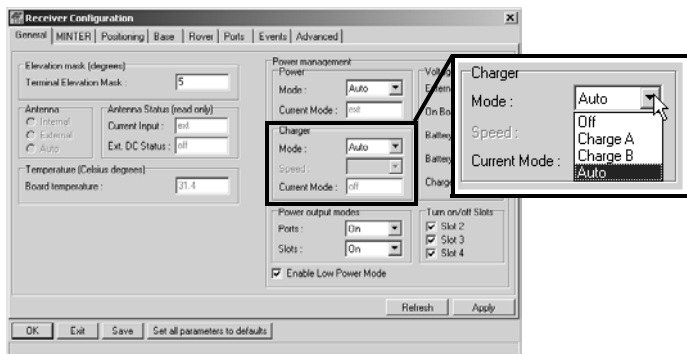 Receiver Configuration
General MINTER Positioning Base Rover Ports Events Advanced
Elevation mask (degrees)
Terminal Elevation Mask : 5
Antenna
Internal
External
Auto
Antenna Status (read only)
Current Input : ext
Ext. DC Status : off
Temperature (Celsius degrees)
Board temperature : 31.4
Power management
Power
Mode : Auto
Current Mode : ext
Charger
Mode : Auto
Speed :
Current Mode : off
Power output modes
Ports : On
Slots : On
Turn on/off Slots
Slot 2
Slot 3
Slot 4
Enable Low Power Mode
On Bo
Battery
Battery
Refresh Apply
OK Exit Save Set all parameters to defaults
Charger
Mode : Auto
Off
Charge A
Charge B
Auto
Speed :
Current Mode :